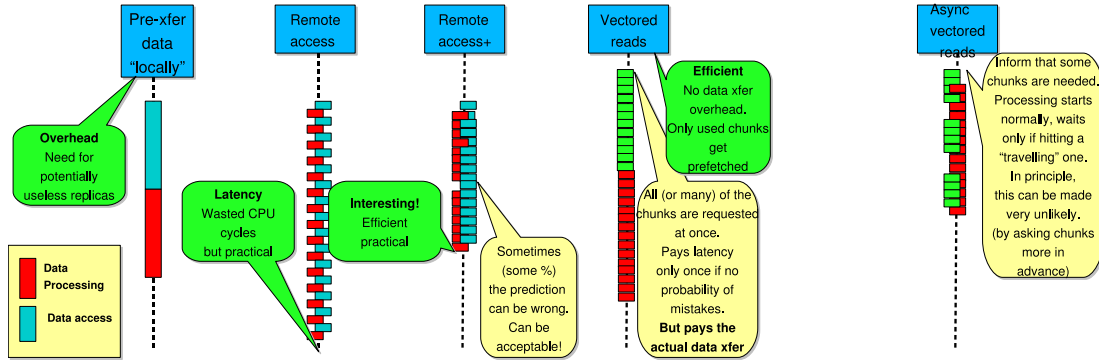 Pre-xfer
data
“locally”
Remote
access
Remote
access+
Vectored
reads
Async
vectored
reads
Overhead
Need for
potentially
useless replicas
Latency
Wasted CPU
cycles
but practical
Interesting!
Efficient
practical
Sometimes
(some %)
the prediction
can be wrong.
Can be
acceptable!
Efficient
No data xfer
overhead.
Only used chunks
get
prefetched
All (or many) of the
chunks are requested
at once.
Pays latency
only once if no
probability of
mistakes.
But pays the
actual data xfer
Inform that some
chunks are needed.
Processing starts
normally, waits
only if hitting a
“travelling” one.
In principle,
this can be made
very unlikely.
(by asking chunks
more in
advance)
Data
Processing
Data access